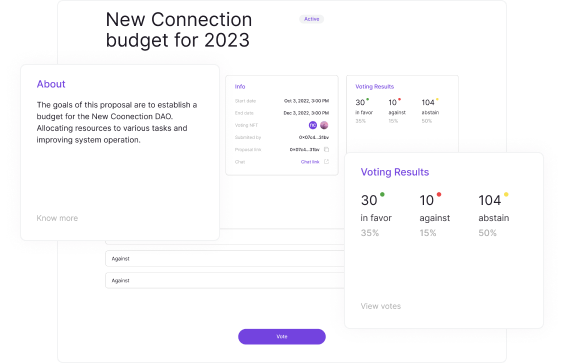 New Connection
budget for 2023
Active
About
The goals of this proposal are to establish a
budget for the New Coonection DAO.
Allocating resources to various tasks and
improving system operation.
Know more
Info
Start date Oct 3, 2022, 3:00 PM
End date Dec 3, 2022, 3:00 PM
Voting NFT
Submitted by 0×07c4...31bv
Proposal link 0×07c4...31bv
Chat Chat link
Voting Results
30 10 104
in favor against abstain
35% 15% 50%
Voting Results
30 10 104
in favor against abstain
35% 15% 50%
View votes
Against
Against
Vote